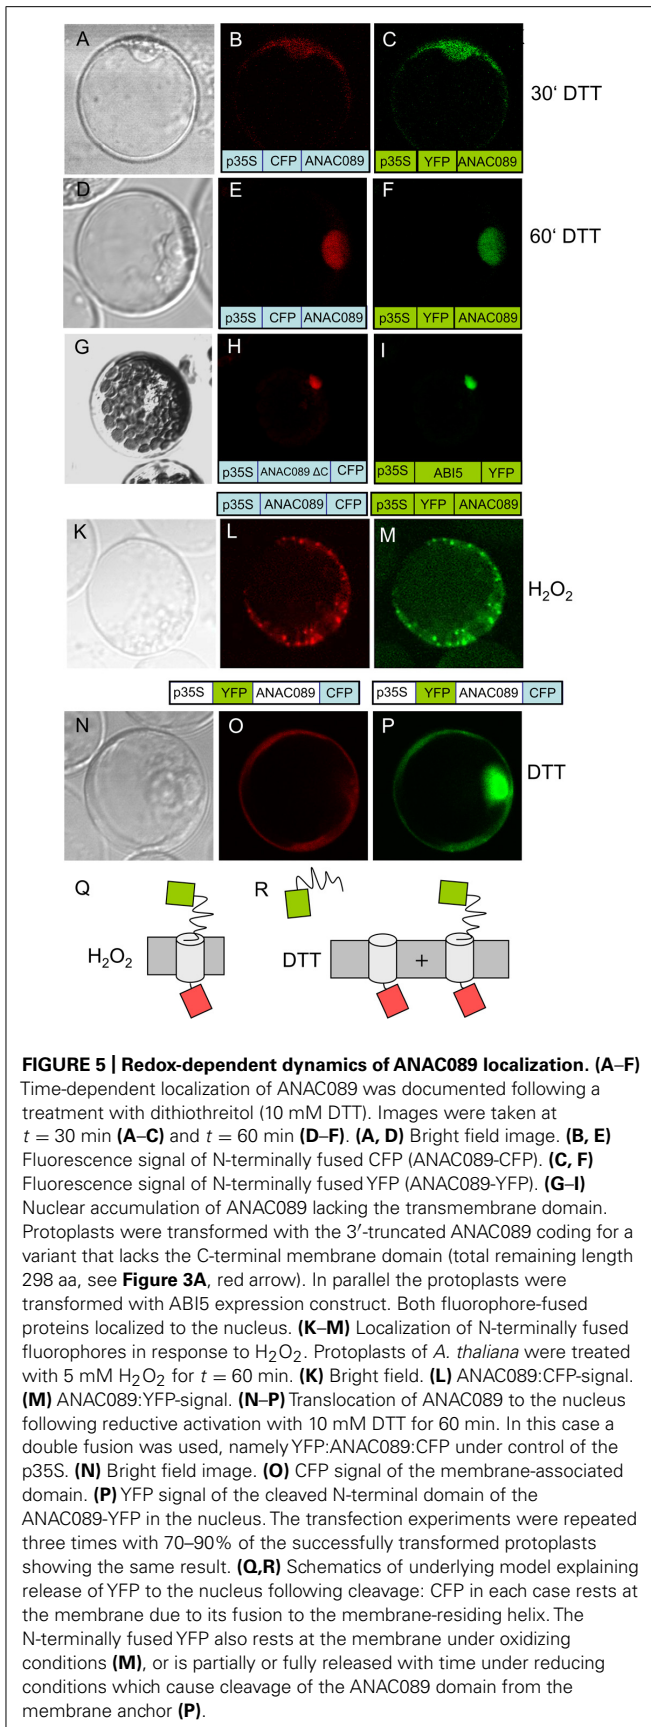 A
B
C
30‘ DTT
p35S CFP ANAC089
p35S YFP ANAC089
D
E
F
60‘ DTT
p35S CFP ANAC089
p35S YFP ANAC089
G
H
I
p35S ANAC089 ΔC CFP
p35S ABI5 YFP
p35S ANAC089 CFP
p35S YFP ANAC089
K
L
M
H₂O₂
p35S YFP ANAC089 CFP
p35S YFP ANAC089 CFP
N
O
P
DTT
Q
R
H₂O₂
DTT
+
FIGURE 5 | Redox-dependent dynamics of ANAC089 localization. (A–F)
Time-dependent localization of ANAC089 was documented following a
treatment with dithiothreitol (10 mM DTT). Images were taken at
t = 30 min (A–C) and t = 60 min (D–F). (A, D) Bright field image. (B, E)
Fluorescence signal of N-terminally fused CFP (ANAC089-CFP). (C, F)
Fluorescence signal of N-terminally fused YFP (ANAC089-YFP). (G–I)
Nuclear accumulation of ANAC089 lacking the transmembrane domain.
Protoplasts were transformed with the 3′-truncated ANAC089 coding for a
variant that lacks the C-terminal membrane domain (total remaining length
298 aa, see Figure 3A, red arrow). In parallel the protoplasts were
transformed with ABI5 expression construct. Both fluorophore-fused
proteins localized to the nucleus. (K–M) Localization of N-terminally fused
fluorophores in response to H₂O₂. Protoplasts of A. thaliana were treated
with 5 mM H₂O₂ for t = 60 min. (K) Bright field. (L) ANAC089:CFP-signal.
(M) ANAC089:YFP-signal. (N–P) Translocation of ANAC089 to the nucleus
following reductive activation with 10 mM DTT for 60 min. In this case a
double fusion was used, namely YFP:ANAC089:CFP under control of the
p35S. (N) Bright field image. (O) CFP signal of the membrane-associated
domain. (P) YFP signal of the cleaved N-terminal domain of the
ANAC089-YFP in the nucleus. The transfection experiments were repeated
three times with 70–90% of the successfully transformed protoplasts
showing the same result. (Q,R) Schematics of underlying model explaining
release of YFP to the nucleus following cleavage: CFP in each case rests at
the membrane due to its fusion to the membrane-residing helix. The
N-terminally fused YFP also rests at the membrane under oxidizing
conditions (M), or is partially or fully released with time under reducing
conditions which cause cleavage of the ANAC089 domain from the
membrane anchor (P).